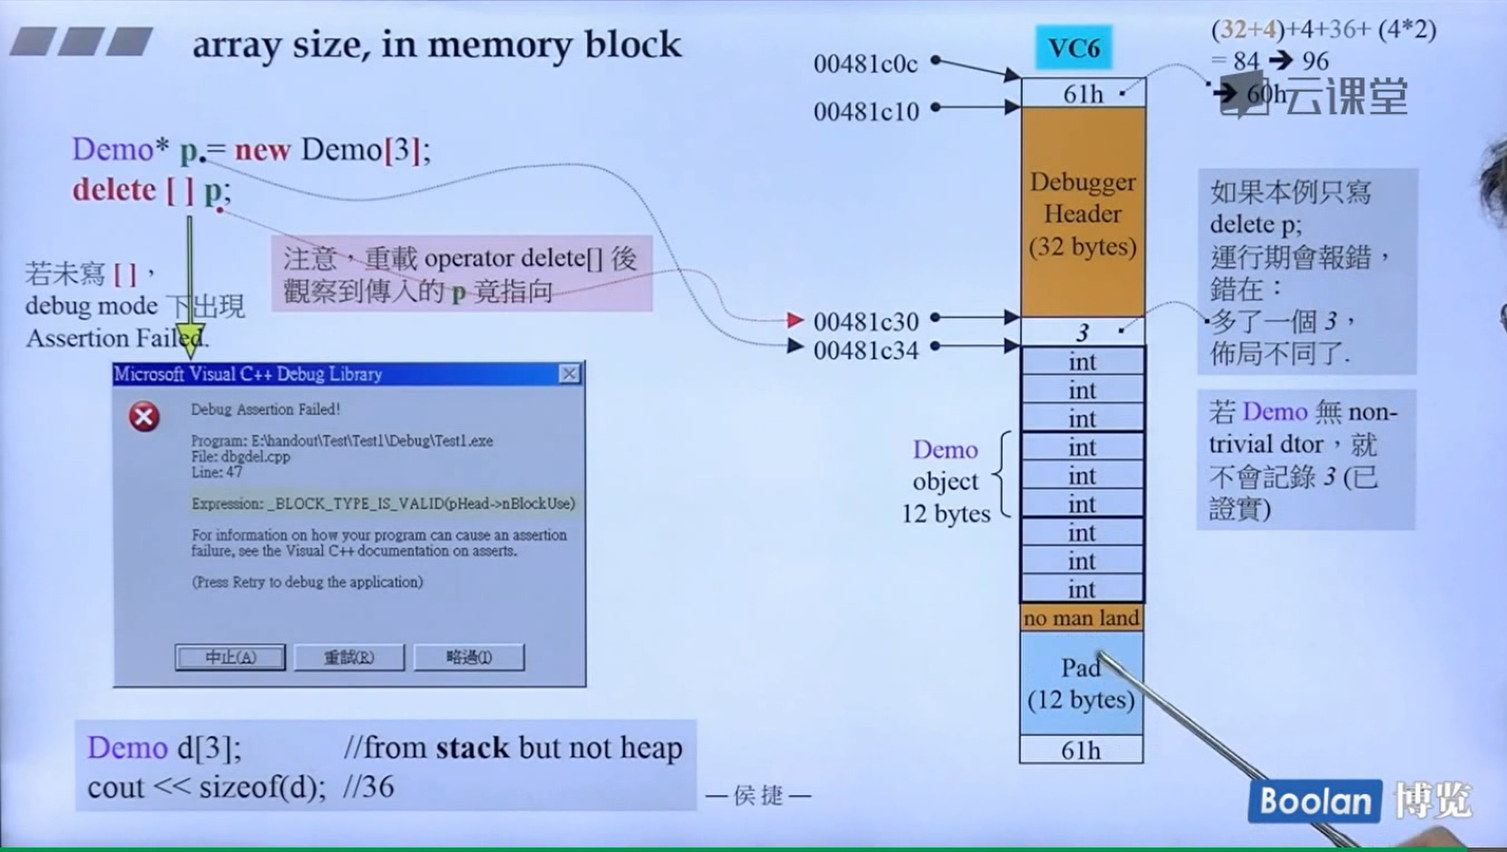 array size, in memory block
Demo* p = new Demo[3];
delete [ ] p;
若未寫 [ ]，
debug mode 下出現
Assertion Failed.
注意，重載 operator delete[] 後
觀察到傳入的 p 竟指向
Microsoft Visual C++ Debug Library
Debug Assertion Failed!
Program: E:\handout\Test\Test1\Debug\Test1.exe
File: dbgdel.cpp
Line: 47
Expression: _BLOCK_TYPE_IS_VALID(pHead->nBlockUse)
For information on how your program can cause an assertion
failure, see the Visual C++ documentation on asserts.
(Press Retry to debug the application)
中止(A)
重試(R)
略過(I)
Demo d[3]; //from stack but not heap
cout << sizeof(d); //36
—侯捷—
VC6
00481c0c
00481c10
00481c30
00481c34
61h
Debugger
Header
(32 bytes)
3
int
int
int
int
int
int
int
int
int
no man land
Pad
(12 bytes)
61h
Demo
object
12 bytes
(32+4)+4+36+ (4*2)
= 84 ➔ 96
➔ 60h
云课堂
如果本例只寫
delete p;
運行期會報錯，
錯在：
多了一個 3，
佈局不同了.
若 Demo 無 non-
trivial dtor，就
不會記錄 3 (已
證實)
Boolan 博览